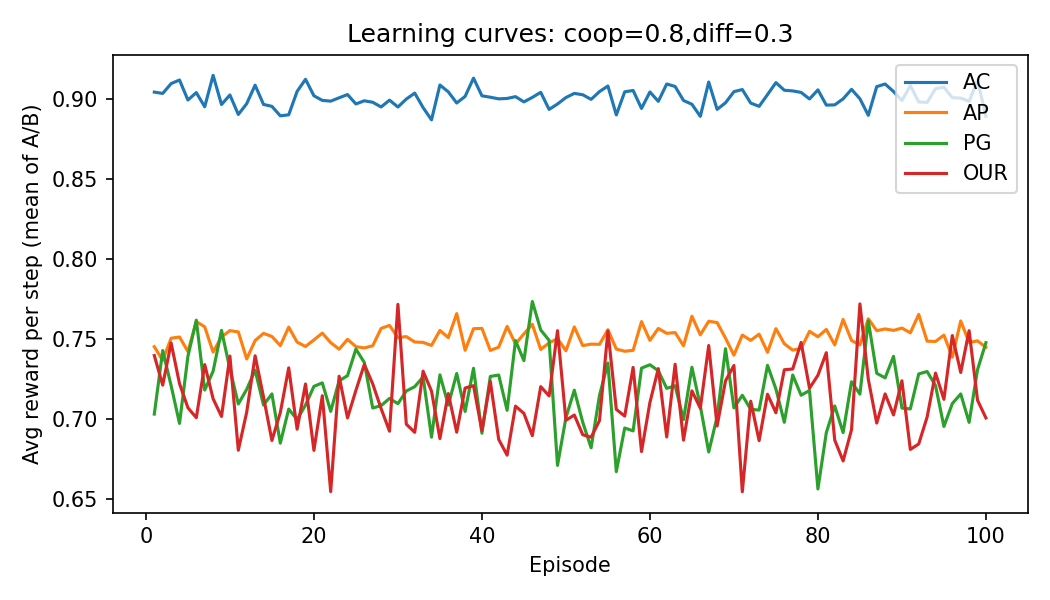 Learning curves: coop=0.8,diff=0.3
Avg reward per step (mean of A/B)
0.90
0.85
0.80
0.75
0.70
0.65
AC
AP
PG
OUR
0 20 40 60 80 100
Episode